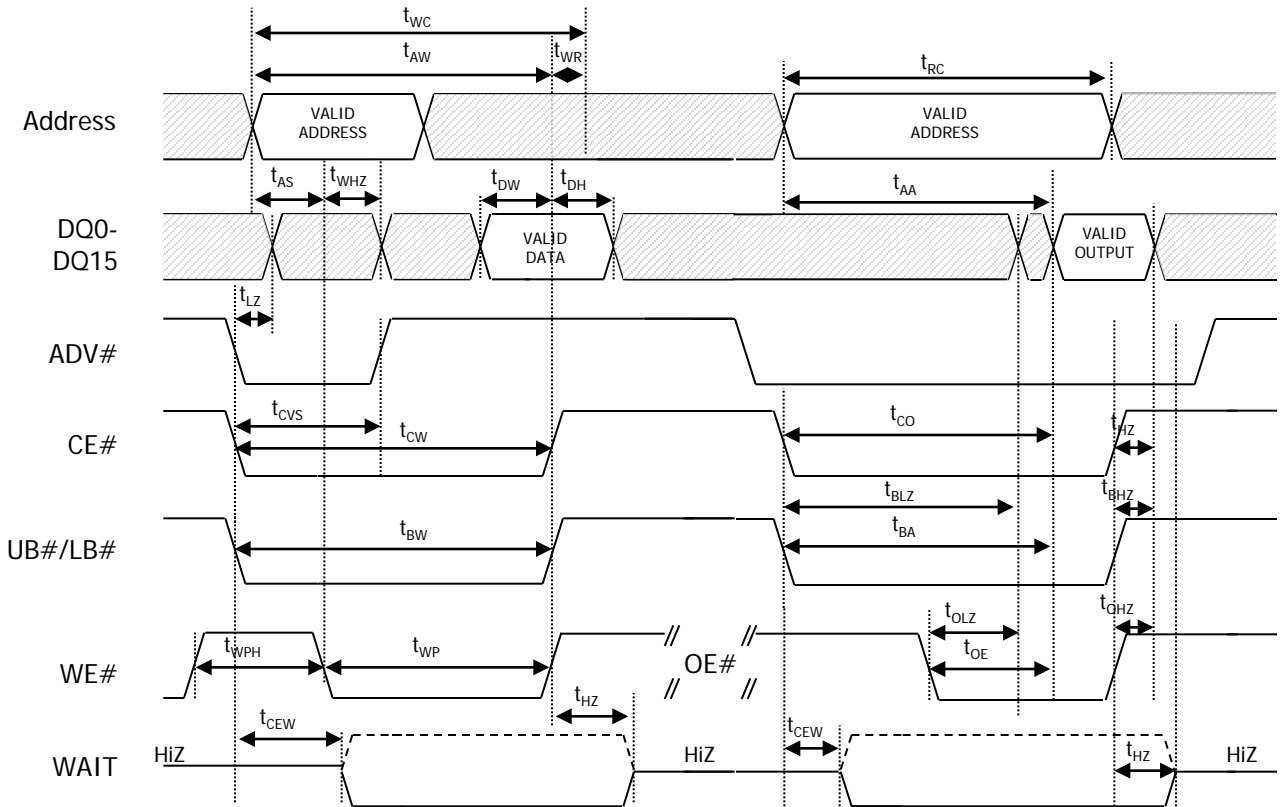 tWC
tAW
tWR
tRC
Address
VALID
ADDRESS
VALID
ADDRESS
tAS
tWHZ
tDW
tDH
tAA
DQ0-
DQ15
VALID
DATA
VALID
OUTPUT
tLZ
ADV#
tCVS
tCW
tCO
tHZ
CE#
tBLZ
tBHZ
tBW
tBA
UB#/LB#
tOLZ
tOHZ
tWPH
tWP
// OE# //
tOE
WE#
// //
tHZ
tCEW
tCEW
HiZ
HiZ
tHZ
HiZ
WAIT